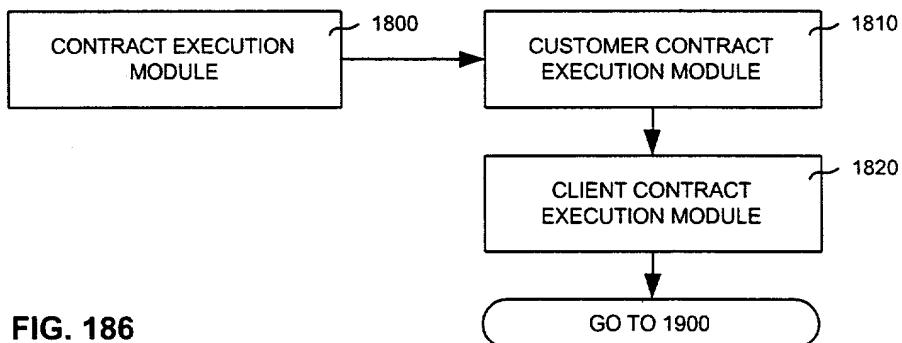 CONTRACT EXECUTION
MODULE
1800
CUSTOMER CONTRACT
EXECUTION MODULE
1810
CLIENT CONTRACT
EXECUTION MODULE
1820
GO TO 1900
FIG. 186